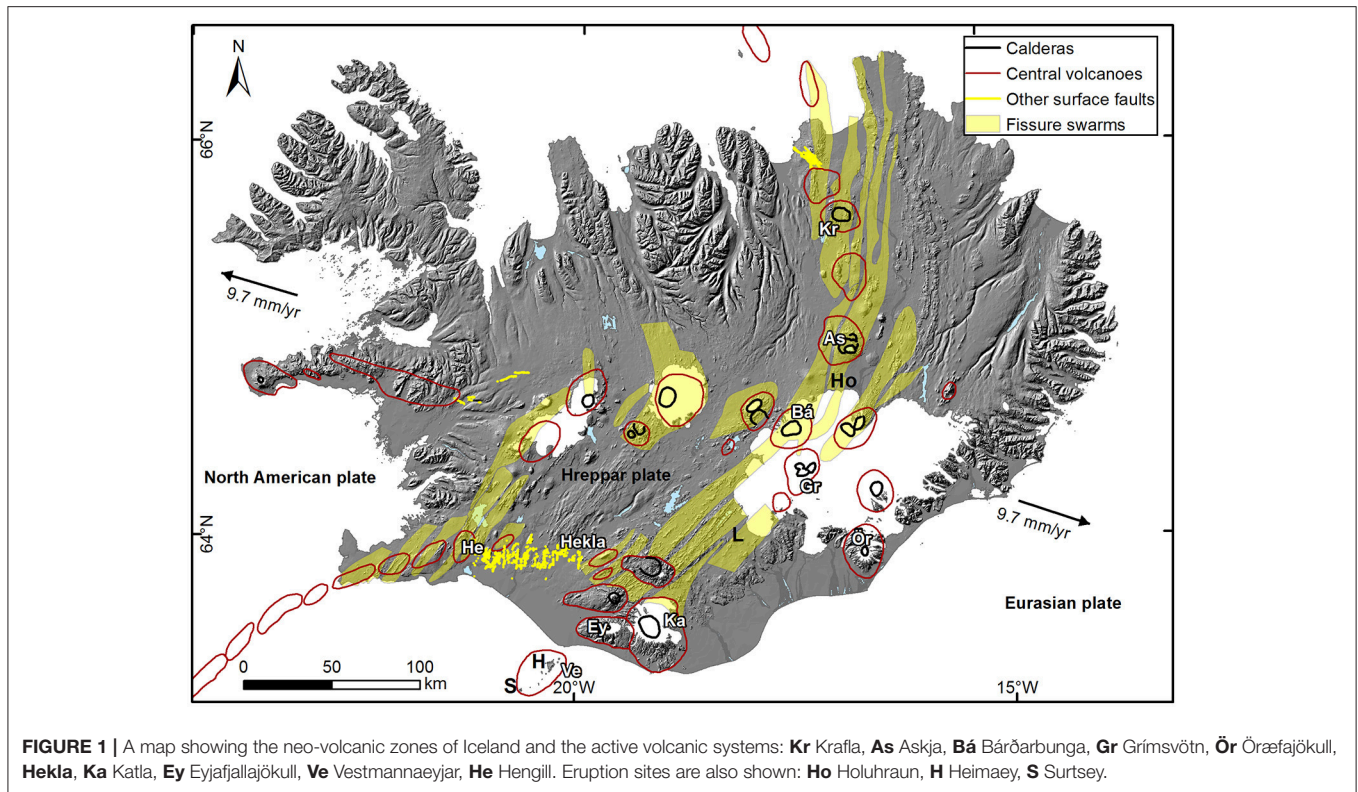 N
Calderas
Central volcanoes
Other surface faults
Fissure swarms
66°N
Kr
9.7 mm/yr
As
Ho
Bá
North American plate
Hreppar plate
Gr
9.7 mm/yr
64°N
He
Hekla
L
Ör
Eurasian plate
Ey
Ka
0 50 100
km
H
Ve
S
20°W
15°W
FIGURE 1 | A map showing the neo-volcanic zones of Iceland and the active volcanic systems: Kr Krafla, As Askja, Bá Bárðarbunga, Gr Grímsvötn, Ör Öræfajökull,
Hekla, Ka Katla, Ey Eyjafjallajökull, Ve Vestmannaeyjar, He Hengill. Eruption sites are also shown: Ho Holuhraun, H Heimaey, S Surtsey.